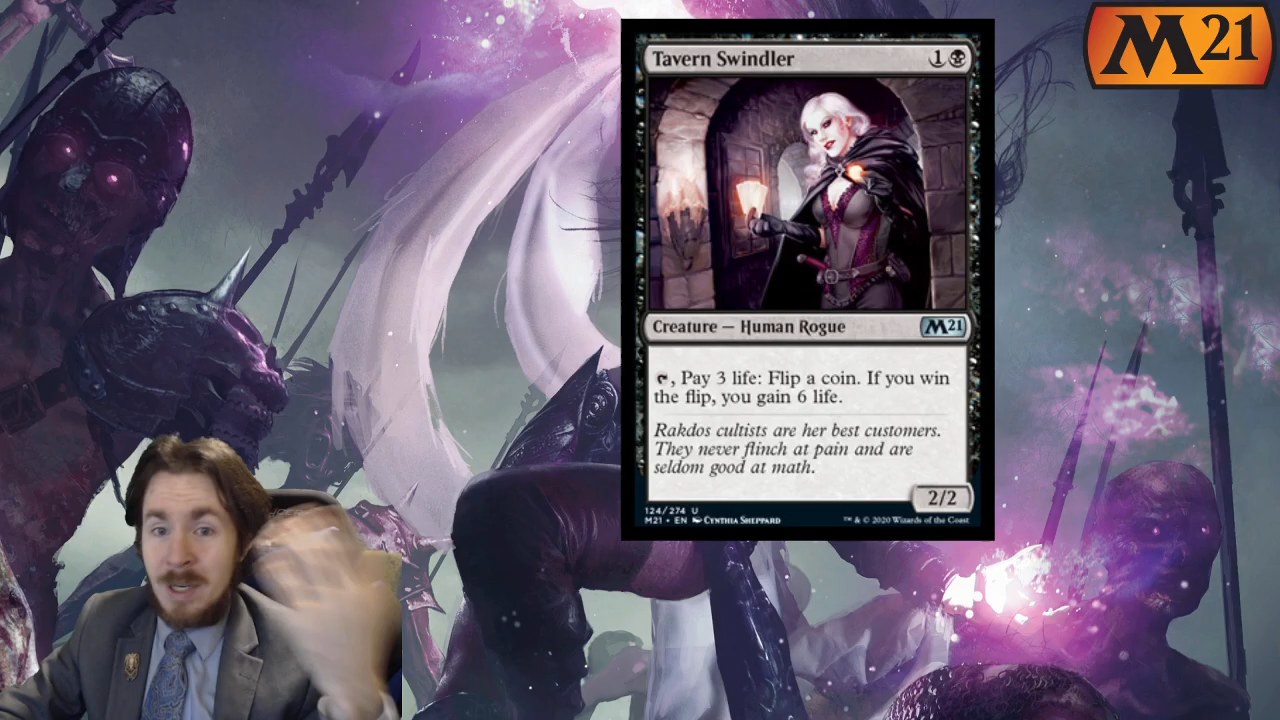 M21
Tavern Swindler 1
Creature — Human Rogue M21
, Pay 3 life: Flip a coin. If you win
the flip, you gain 6 life.
Rakdos cultists are her best customers.
They never flinch at pain and are
seldom good at math.
2/2
124/274 U
M21 • EN Cynthia Sheppard ™ & © 2020 Wizards of the Coast